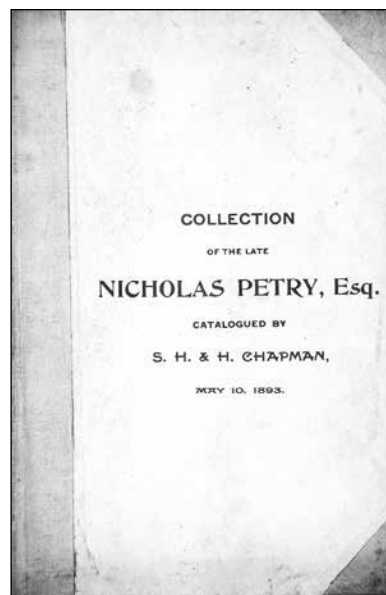 COLLECTION
OF THE LATE
NICHOLAS PETRY, Esq.
CATALOGUED BY
S. H. & H. CHAPMAN,
MAY 10, 1893.